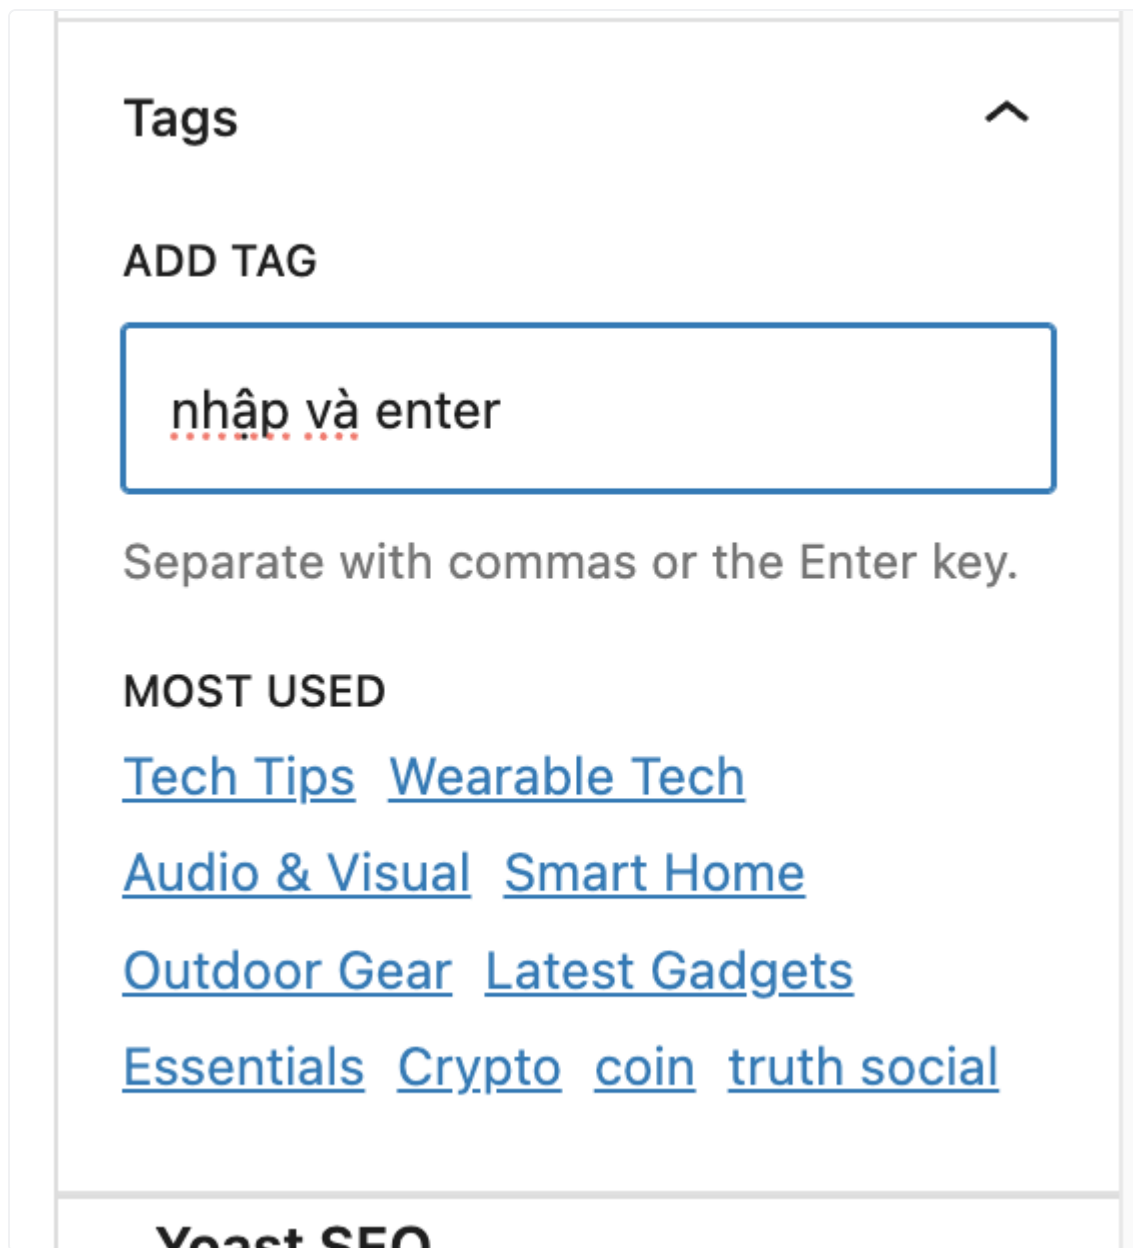 Tags
ADD TAG
nhập và enter
Separate with commas or the Enter key.
MOST USED
Tech Tips Wearable Tech
Audio & Visual Smart Home
Outdoor Gear Latest Gadgets
Essentials Crypto coin truth social
Yoast SEO